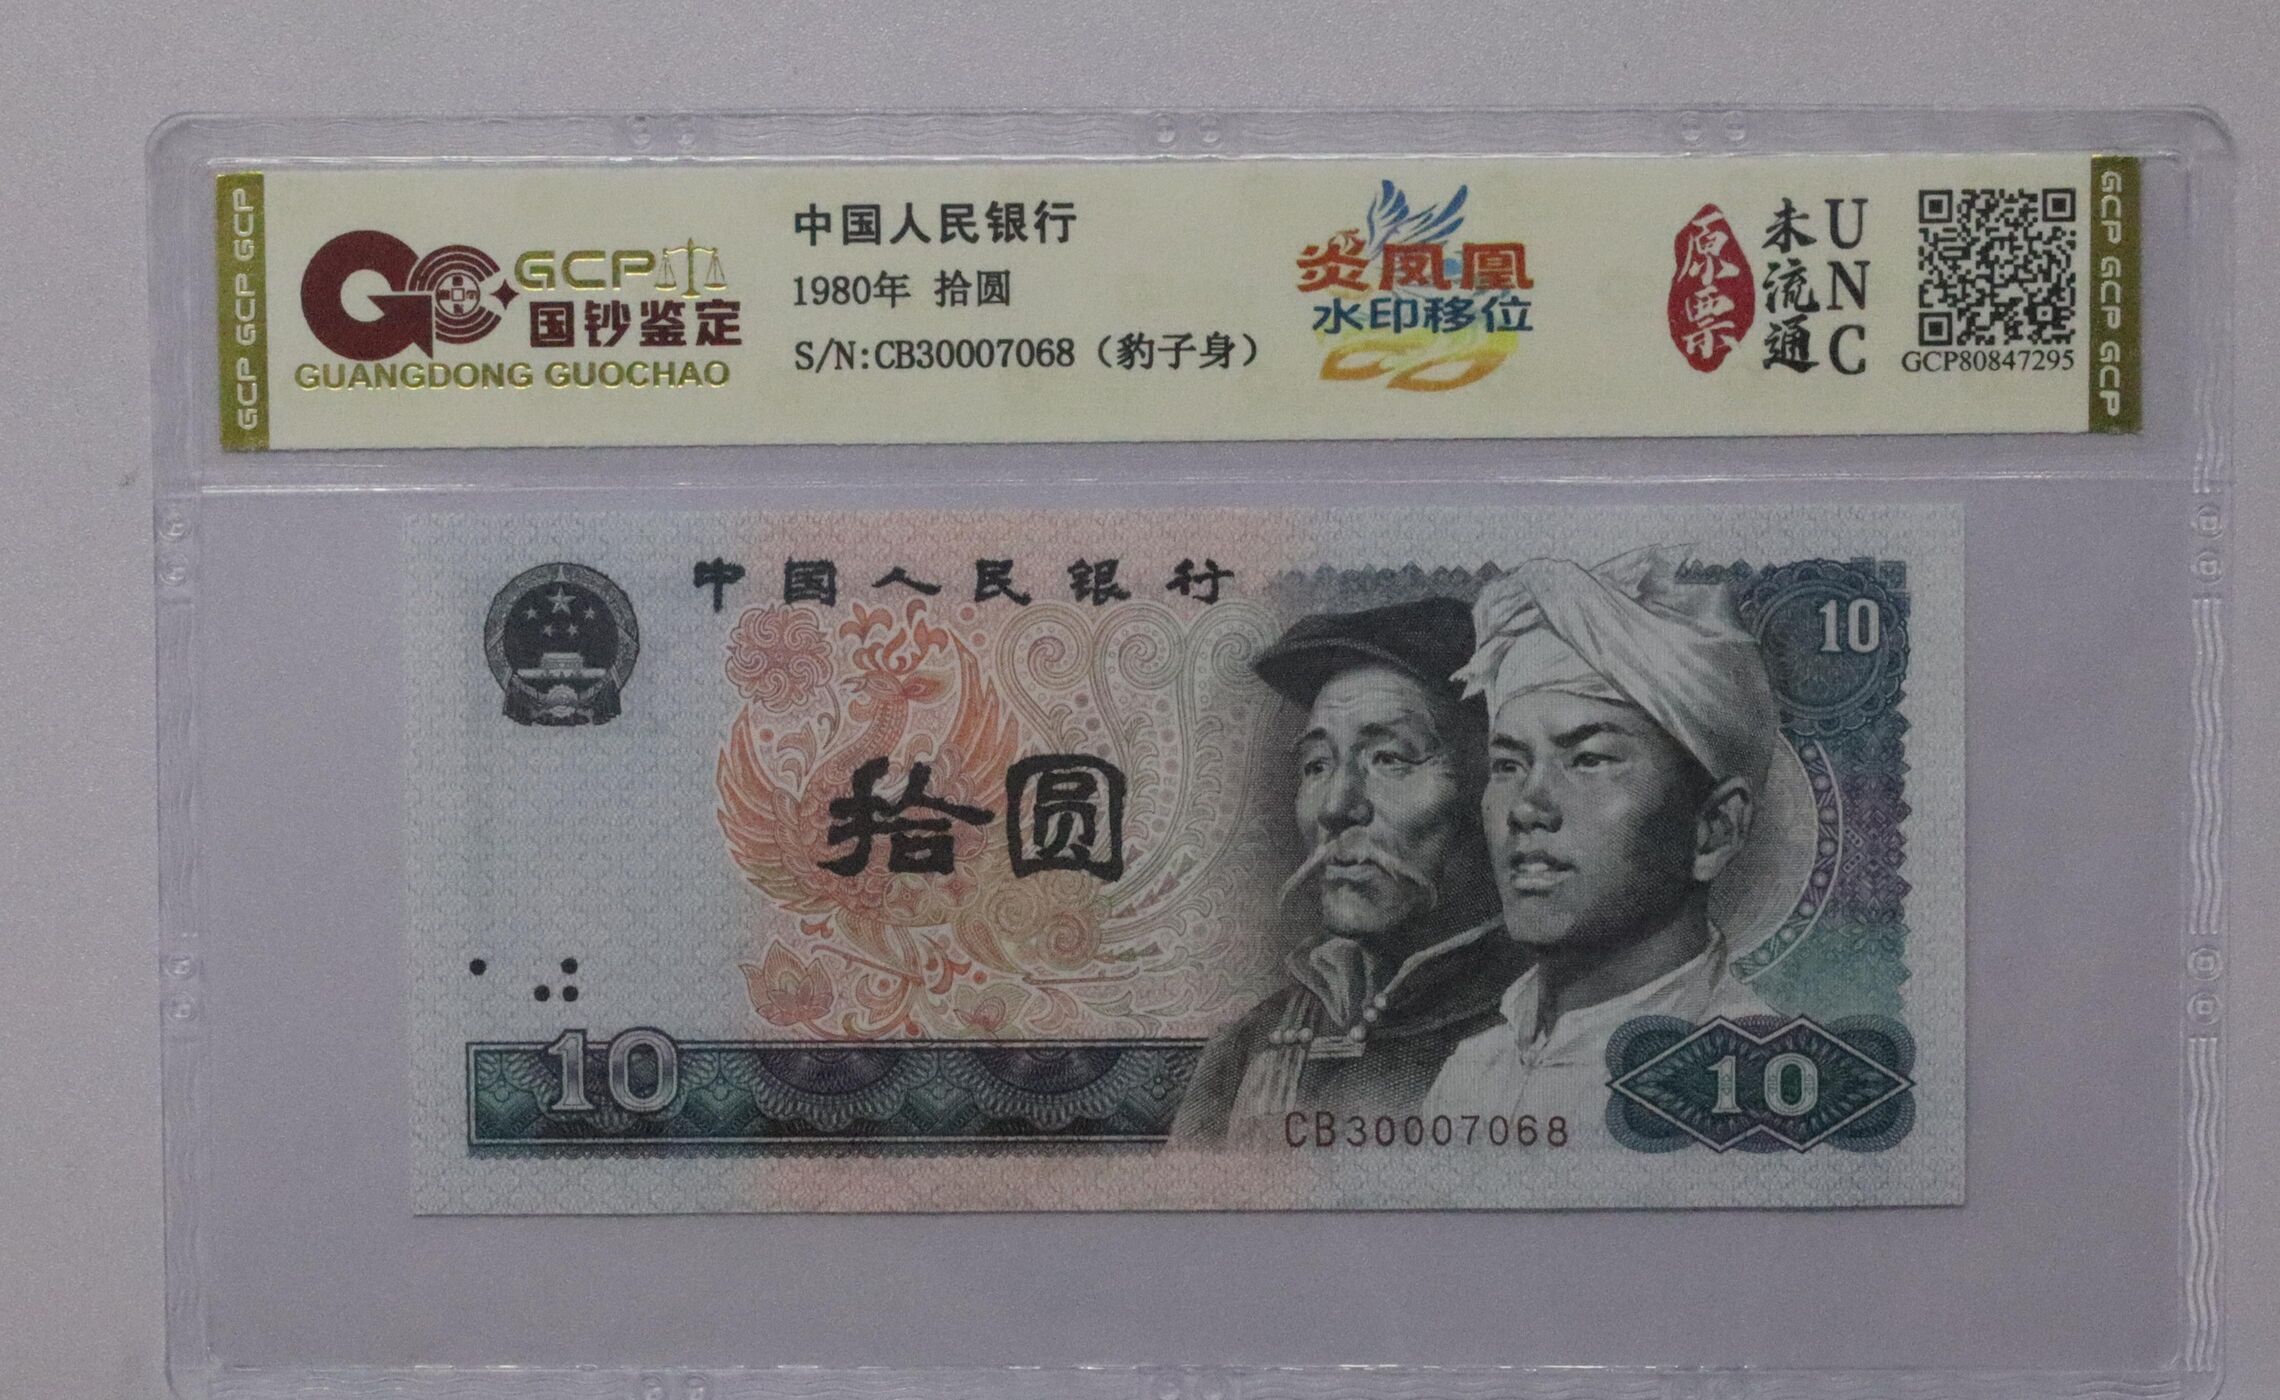 GCP GCP GCP
GCP
国钞鉴定
GUANGDONG GUOCHAO
中国人民银行
1980年 拾圆
S/N:CB30007068（豹子身）
炎凤凰
水印移位
原票
未流通
UNC
GCP80847295
GCP GCP GCP
中国人民银行
10
拾圆
10
CB30007068
10